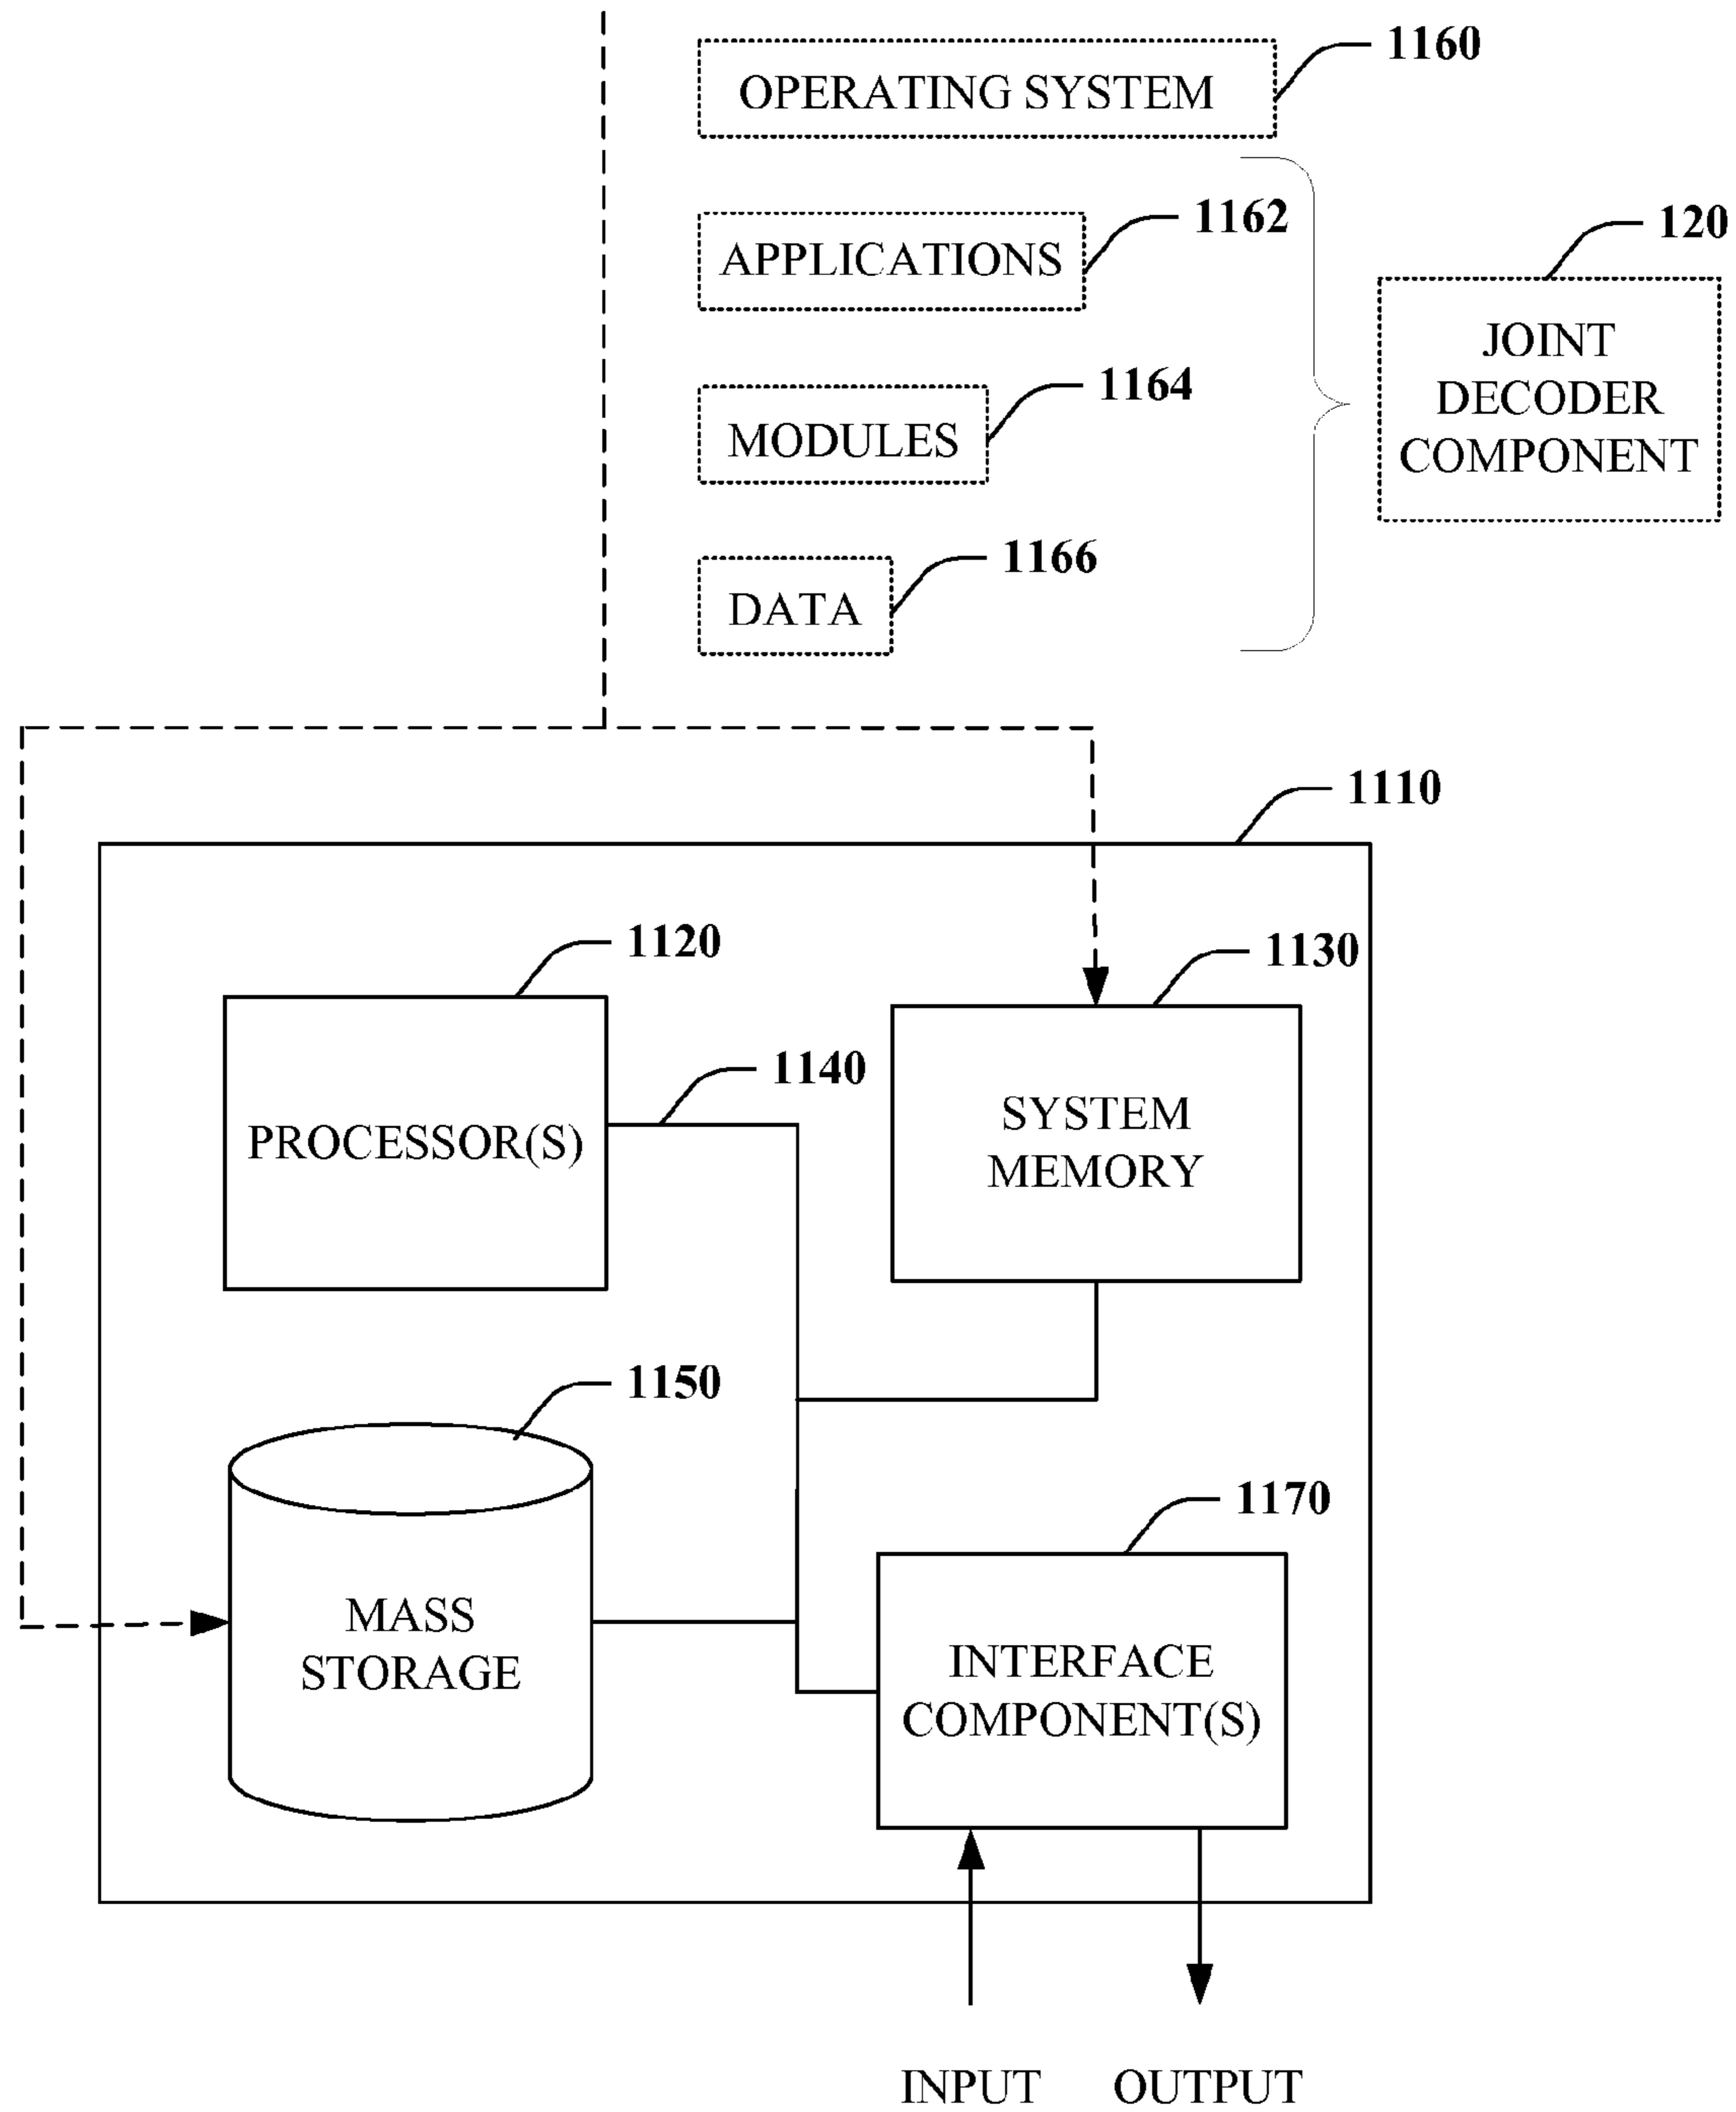 1160
OPERATING SYSTEM
1162
APPLICATIONS
120
JOINT
DECODER
COMPONENT
1164
MODULES
1166
DATA
1110
1120
PROCESSOR(S)
1130
SYSTEM
MEMORY
1140
1150
MASS
STORAGE
1170
INTERFACE
COMPONENT(S)
INPUT
OUTPUT